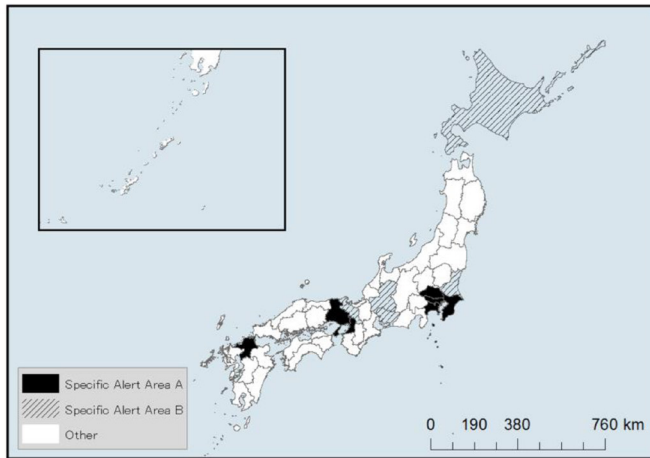 Specific Alert Area A
Specific Alert Area B
Other
0 190 380 760 km